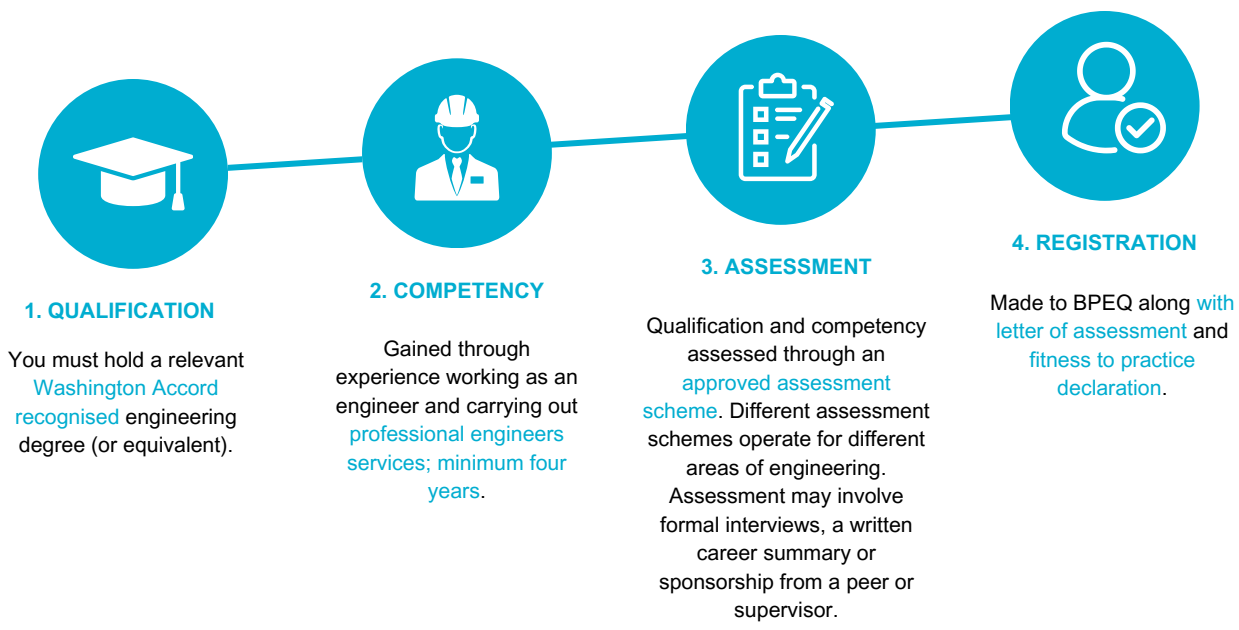 1. QUALIFICATION
You must hold a relevant
Washington Accord
recognised engineering
degree (or equivalent).
2. COMPETENCY
Gained through
experience working as an
engineer and carrying out
professional engineers
services; minimum four
years.
3. ASSESSMENT
Qualification and competency
assessed through an
approved assessment
scheme. Different assessment
schemes operate for different
areas of engineering.
Assessment may involve
formal interviews, a written
career summary or
sponsorship from a peer or
supervisor.
4. REGISTRATION
Made to BPEQ along with
letter of assessment and
fitness to practice
declaration.